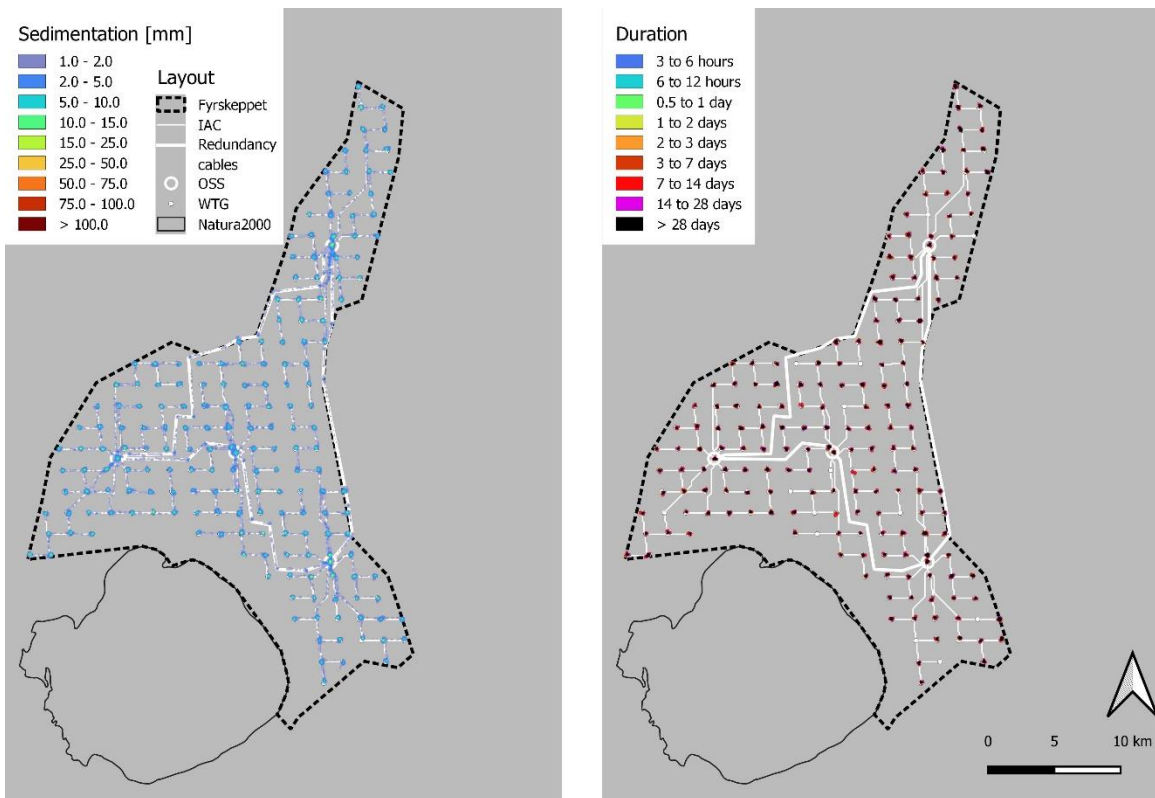 Sedimentation [mm]
1.0 - 2.0
2.0 - 5.0
5.0 - 10.0
10.0 - 15.0
15.0 - 25.0
25.0 - 50.0
50.0 - 75.0
75.0 - 100.0
> 100.0
Layout
Fyrskeppet
IAC
Redundancy
cables
OSS
WTG
Natura2000
Duration
3 to 6 hours
6 to 12 hours
0.5 to 1 day
1 to 2 days
2 to 3 days
3 to 7 days
7 to 14 days
14 to 28 days
> 28 days
0 5 10 km